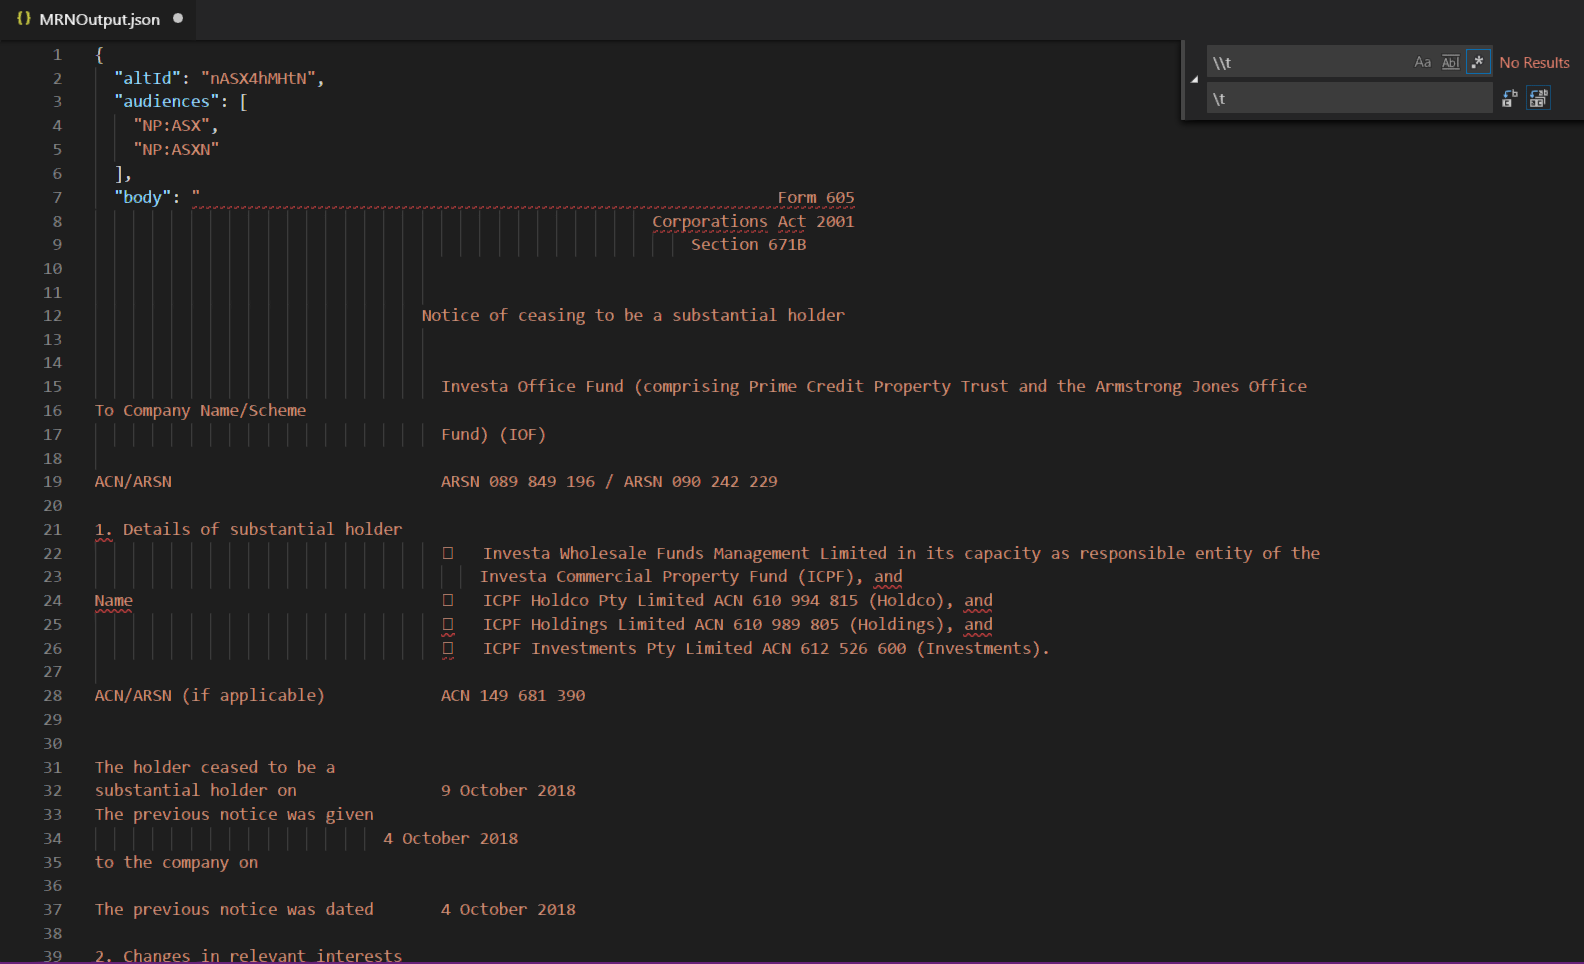 {} MRNOutput.json ●
\\t Aa Abl .* No Results
\t
1 {
2 "altId": "nASX4hMHtN",
3 "audiences": [
4 "NP:ASX",
5 "NP:ASXN"
6 ],
7 "body": " Form 605
8 Corporations Act 2001
9 Section 671B
10
11
12 Notice of ceasing to be a substantial holder
13
14
15 Investa Office Fund (comprising Prime Credit Property Trust and the Armstrong Jones Office
16 To Company Name/Scheme
17 Fund) (IOF)
18
19 ACN/ARSN ARSN 089 849 196 / ARSN 090 242 229
20
21 1. Details of substantial holder
22 Investa Wholesale Funds Management Limited in its capacity as responsible entity of the
23 Investa Commercial Property Fund (ICPF), and
24 Name ICPF Holdco Pty Limited ACN 610 994 815 (Holdco), and
25 ICPF Holdings Limited ACN 610 989 805 (Holdings), and
26 ICPF Investments Pty Limited ACN 612 526 600 (Investments).
27
28 ACN/ARSN (if applicable) ACN 149 681 390
29
30
31 The holder ceased to be a
32 substantial holder on 9 October 2018
33 The previous notice was given
34 4 October 2018
35 to the company on
36
37 The previous notice was dated 4 October 2018
38
39 2. Changes in relevant interests